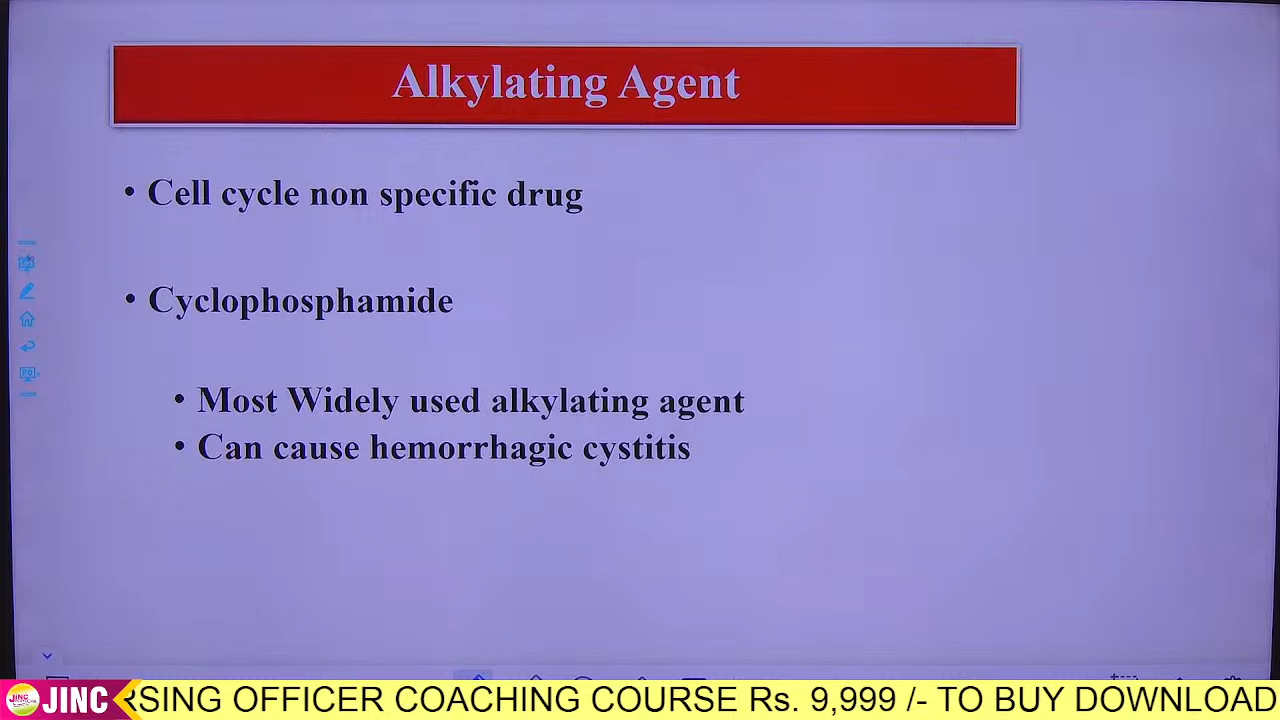 Alkylating Agent
• Cell cycle non specific drug
• Cyclophosphamide
• Most Widely used alkylating agent
• Can cause hemorrhagic cystitis
JINC RSING OFFICER COACHING COURSE Rs. 9,999 /- TO BUY DOWNLOAD